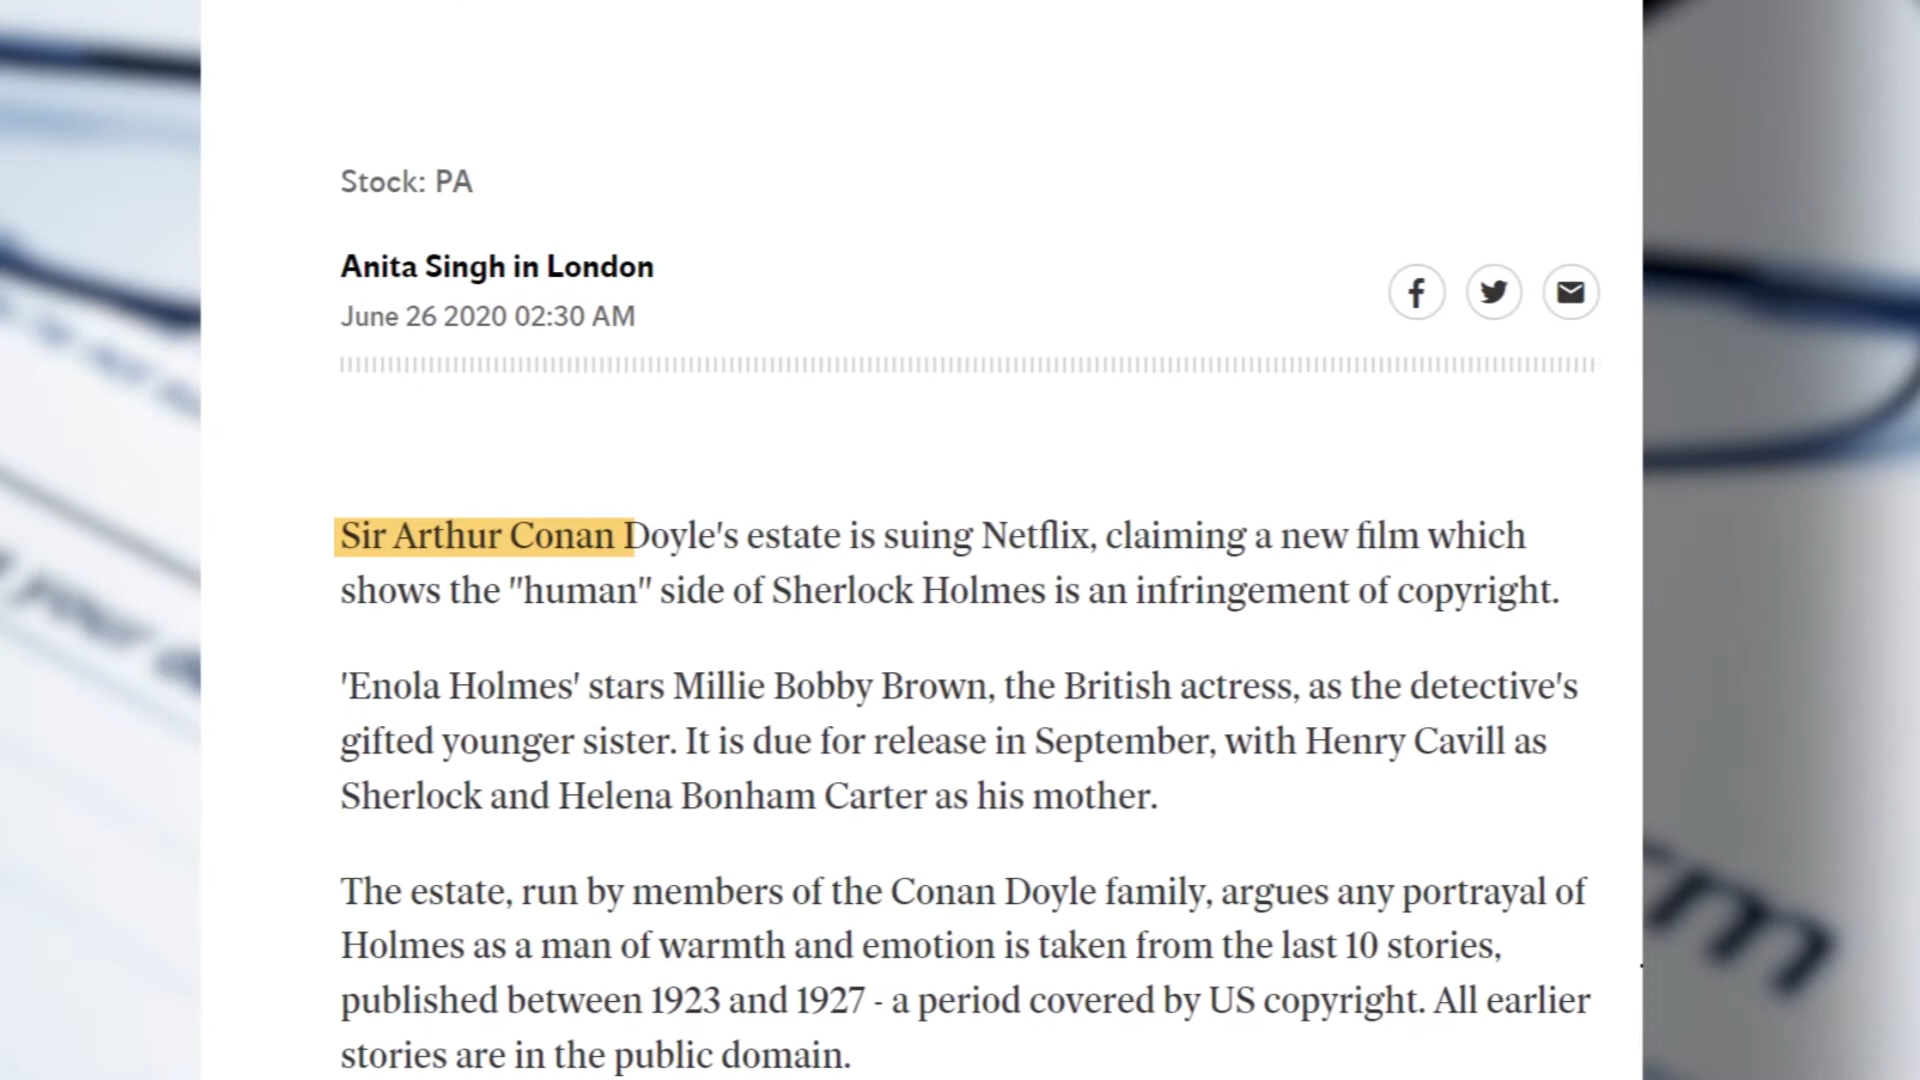 Stock: PA
Anita Singh in London
June 26 2020 02:30 AM
Sir Arthur Conan Doyle's estate is suing Netflix, claiming a new film which
shows the "human" side of Sherlock Holmes is an infringement of copyright.
'Enola Holmes' stars Millie Bobby Brown, the British actress, as the detective's
gifted younger sister. It is due for release in September, with Henry Cavill as
Sherlock and Helena Bonham Carter as his mother.
The estate, run by members of the Conan Doyle family, argues any portrayal of
Holmes as a man of warmth and emotion is taken from the last 10 stories,
published between 1923 and 1927 - a period covered by US copyright. All earlier
stories are in the public domain.